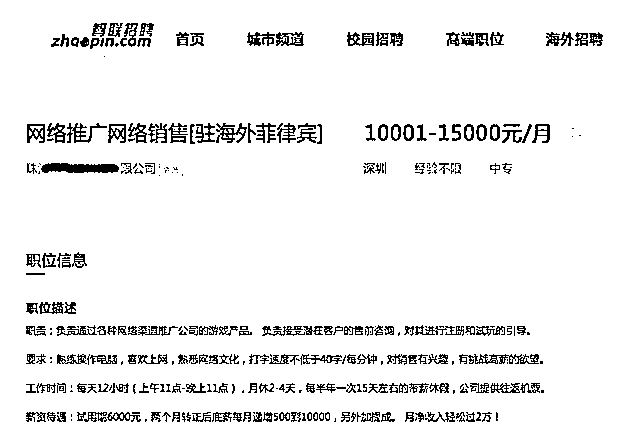 智联招聘
zhaopin.com 首页 城市频道 校园招聘 高端职位 海外招聘
网络推广网络销售[驻海外菲律宾] 10001-15000元/月
珠 限公司 深圳 经验不限 中专
职位信息
职位描述
职责：负责通过各种网络渠道推广公司的游戏产品。 负责接受潜在客户的售前咨询，对其进行注册和试玩的引导。
要求：熟练操作电脑，喜欢上网，熟悉网络文化，打字速度不低于40字/每分钟，对销售有兴趣，有挑战高薪的欲望。
工作时间：每天12小时（上午11点-晚上11点），月休2-4天，每半年一次15天左右的带薪休假，公司提供往返机票。
薪资待遇：试用期6000元，两个月转正后底薪每月递增500到10000，另外加提成。 月净收入轻松过2万！